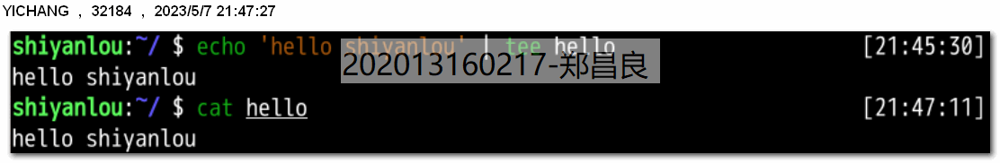 YICHANG , 32184 , 2023/5/7 21:47:27
shiyanlou:~/ $ echo 'hello shiyanlou' | tee hello [21:45:30]
202013160217-郑昌良
hello shiyanlou
shiyanlou:~/ $ cat hello [21:47:11]
hello shiyanlou